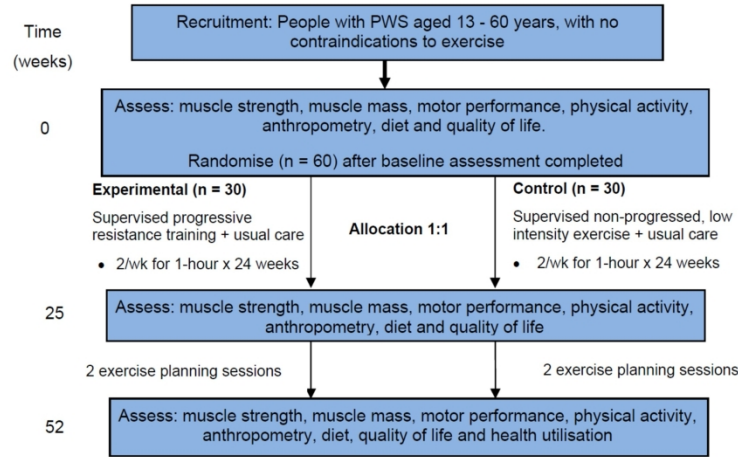 Time
(weeks)
Recruitment: People with PWS aged 13 - 60 years, with no
contraindications to exercise
0
Assess: muscle strength, muscle mass, motor performance, physical activity,
anthropometry, diet and quality of life.
Randomise (n = 60) after baseline assessment completed
Experimental (n = 30)
Supervised progressive
resistance training + usual care
• 2/wk for 1-hour x 24 weeks
Allocation 1:1
Control (n = 30)
Supervised non-progressed, low
intensity exercise + usual care
• 2/wk for 1-hour x 24 weeks
25
Assess: muscle strength, muscle mass, motor performance, physical activity,
anthropometry, diet and quality of life
2 exercise planning sessions
2 exercise planning sessions
52
Assess: muscle strength, muscle mass, motor performance, physical activity,
anthropometry, diet, quality of life and health utilisation